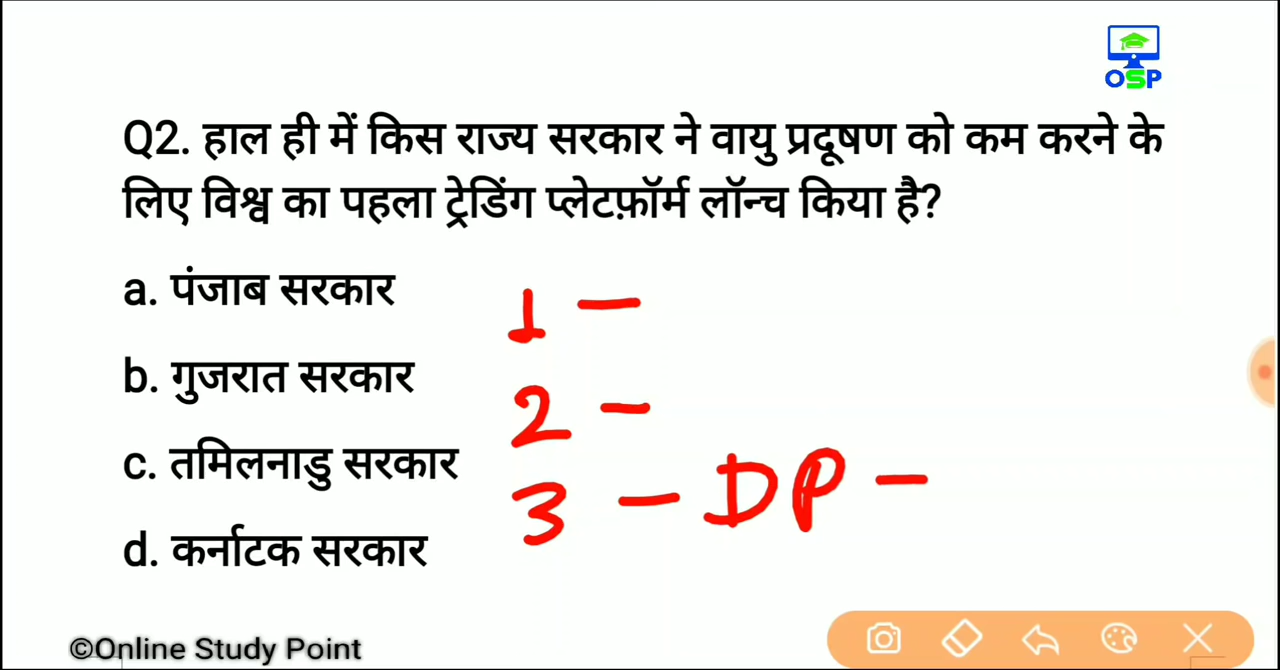 OSP
Q2. हाल ही में किस राज्य सरकार ने वायु प्रदूषण को कम करने के
लिए विश्व का पहला ट्रेडिंग प्लेटफ़ॉर्म लॉन्च किया है?
a. पंजाब सरकार
1 –
b. गुजरात सरकार
2 –
c. तमिलनाडु सरकार
3 – DP –
d. कर्नाटक सरकार
©Online Study Point